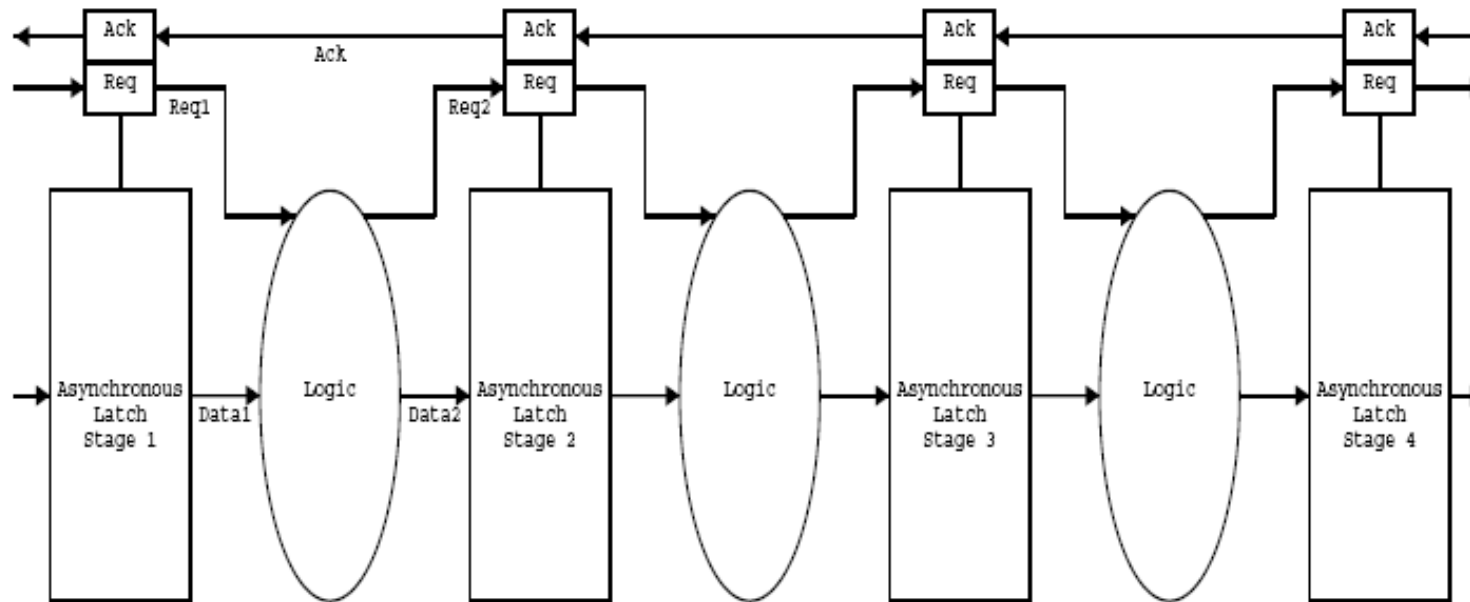 Ack
Ack
Ack
Ack
Ack
Req
Req
Req
Req
Req1
Req2
Asynchronous
Latch
Stage 1
Data1
Logic
Data2
Asynchronous
Latch
Stage 2
Logic
Asynchronous
Latch
Stage 3
Logic
Asynchronous
Latch
Stage 4